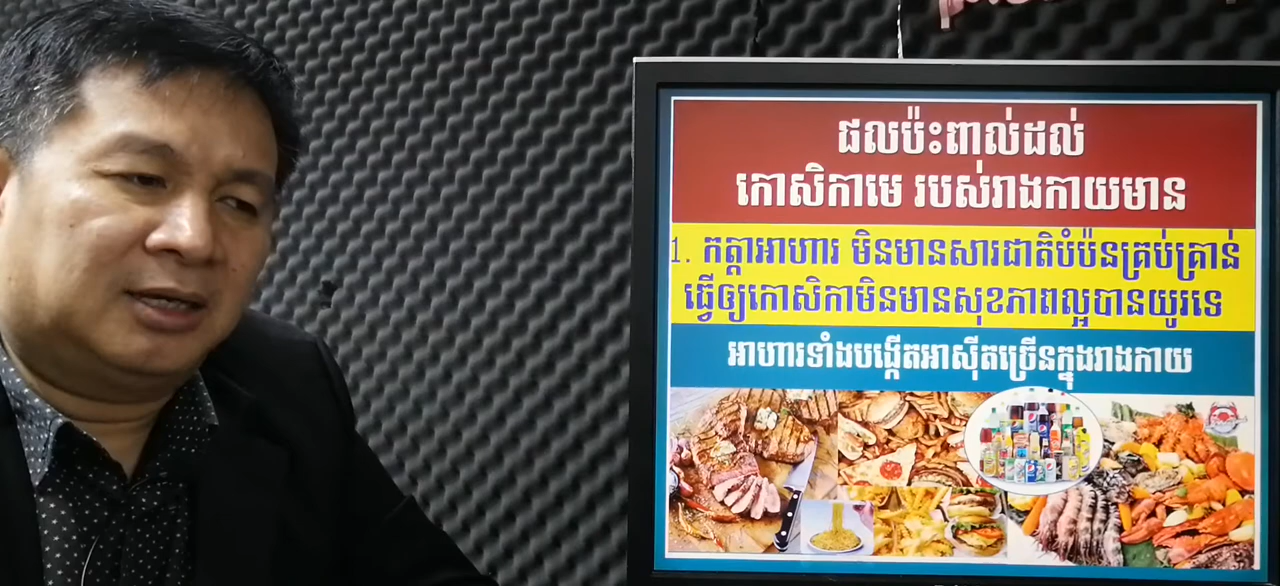 ផលប៉ះពាល់ដល់
កោសិកាមេ របស់រាងកាយមាន
1. កត្តាអាហារ មិនមានសារជាតិបំប៉នគ្រប់គ្រាន់
ធ្វើឲ្យកោសិកាមិនមានសុខភាពល្អបានយូរទេ
អាហារទាំងបង្កើតអាស៊ីតច្រើនក្នុងរាងកាយ